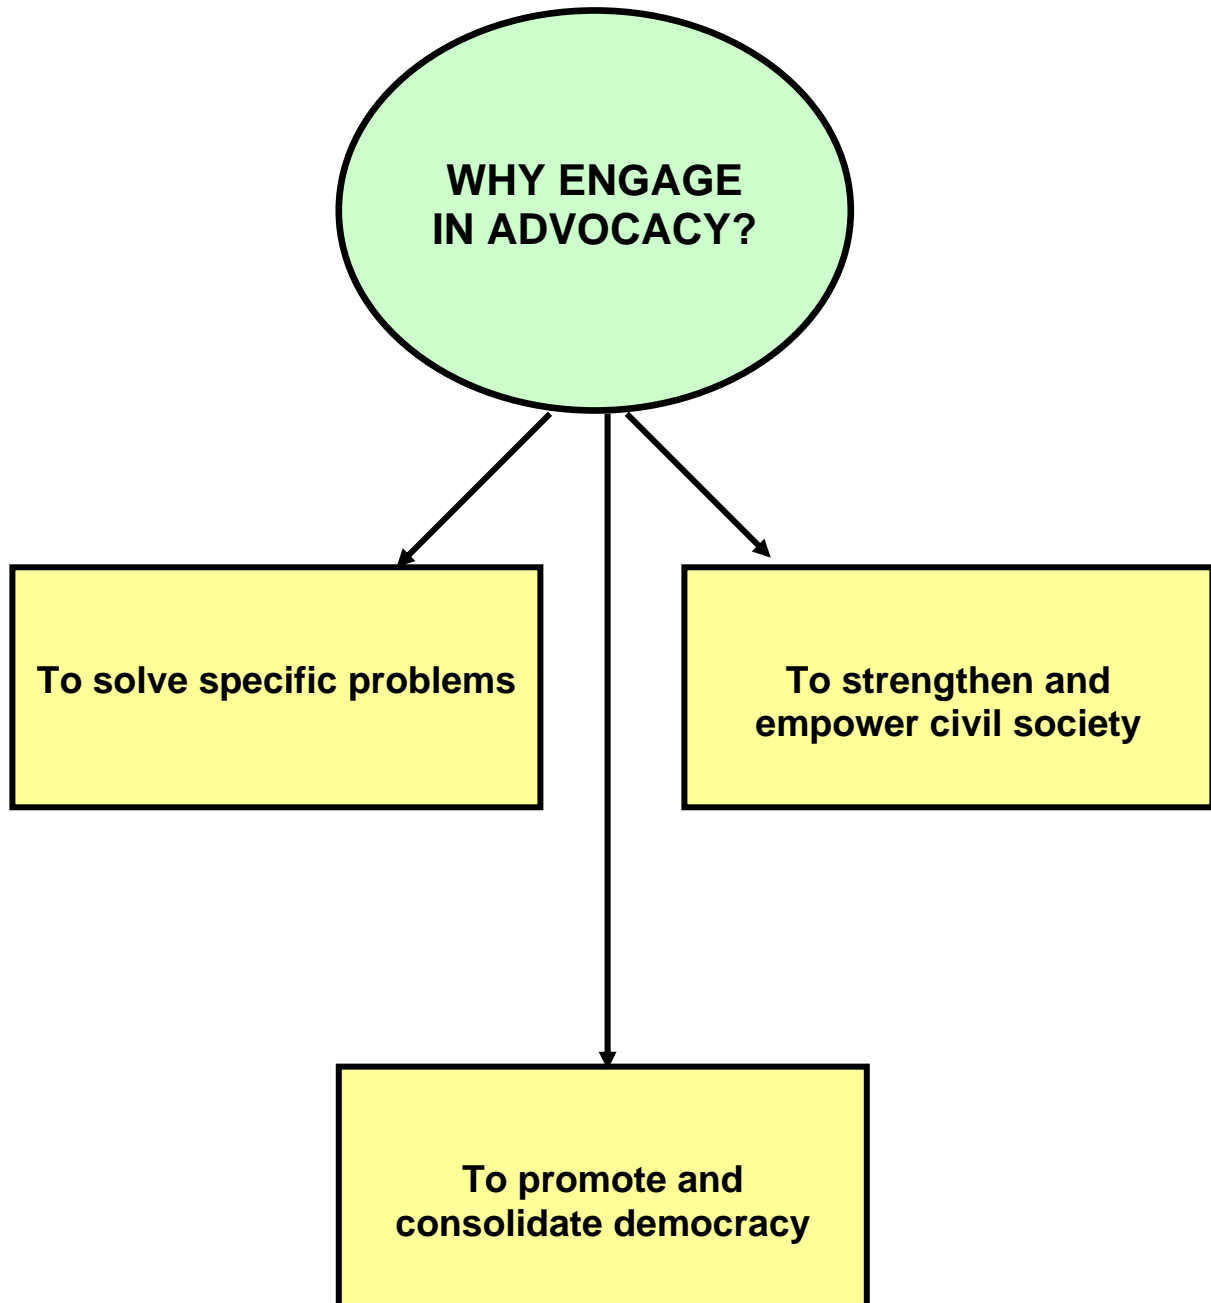 WHY ENGAGE
IN ADVOCACY?
To solve specific problems
To strengthen and
empower civil society
To promote and
consolidate democracy